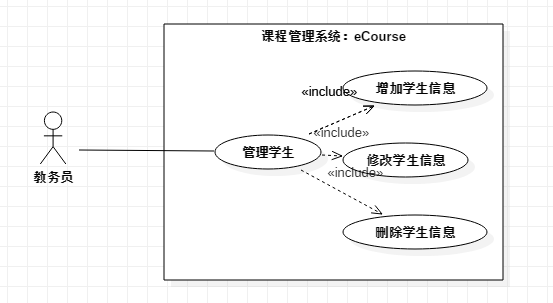 课程管理系统：eCourse
«include»
增加学生信息
«include»
管理学生
修改学生信息
«include»
教务员
删除学生信息